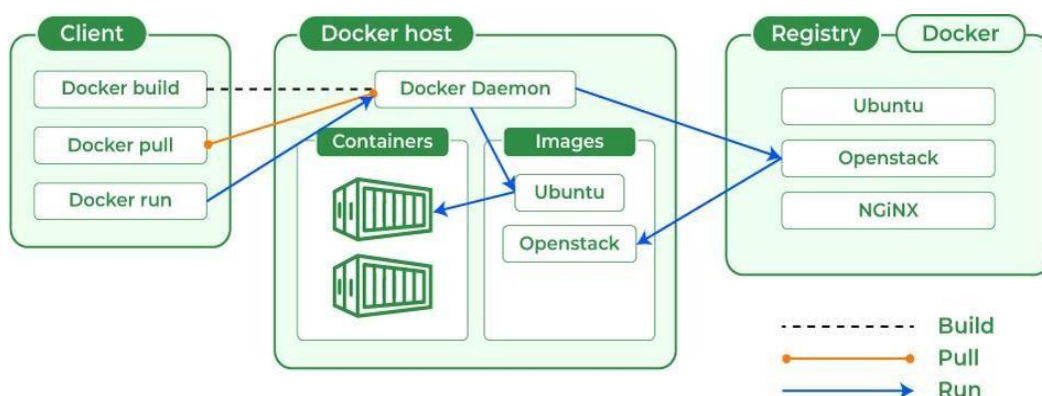 Client
Docker build
Docker pull
Docker run
Docker host
Docker Daemon
Containers
Images
Ubuntu
Openstack
Registry
Docker
Ubuntu
Openstack
NGiNX
Build
Pull
Run